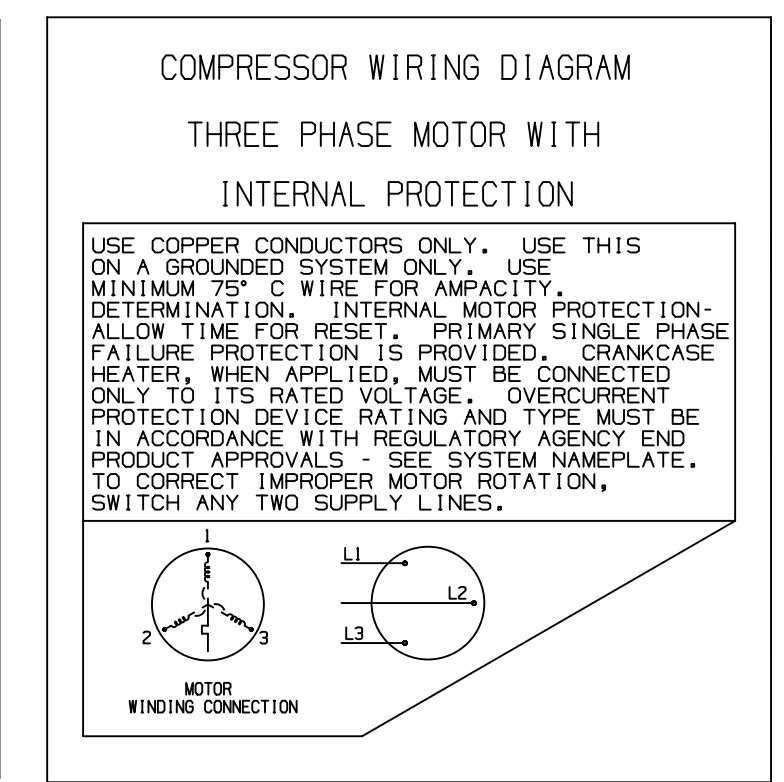 COMPRESSOR WIRING DIAGRAM
THREE PHASE MOTOR WITH
INTERNAL PROTECTION
USE COPPER CONDUCTORS ONLY. USE THIS
ON A GROUNDED SYSTEM ONLY. USE
MINIMUM 75° C WIRE FOR AMPACITY.
DETERMINATION. INTERNAL MOTOR PROTECTION-
ALLOW TIME FOR RESET. PRIMARY SINGLE PHASE
FAILURE PROTECTION IS PROVIDED. CRANKCASE
HEATER, WHEN APPLIED, MUST BE CONNECTED
ONLY TO ITS RATED VOLTAGE. OVERCURRENT
PROTECTION DEVICE RATING AND TYPE MUST BE
IN ACCORDANCE WITH REGULATORY AGENCY END
PRODUCT APPROVALS - SEE SYSTEM NAMEPLATE.
TO CORRECT IMPROPER MOTOR ROTATION,
SWITCH ANY TWO SUPPLY LINES.
1
2
3
MOTOR
WINDING CONNECTION
L1
L2
L3